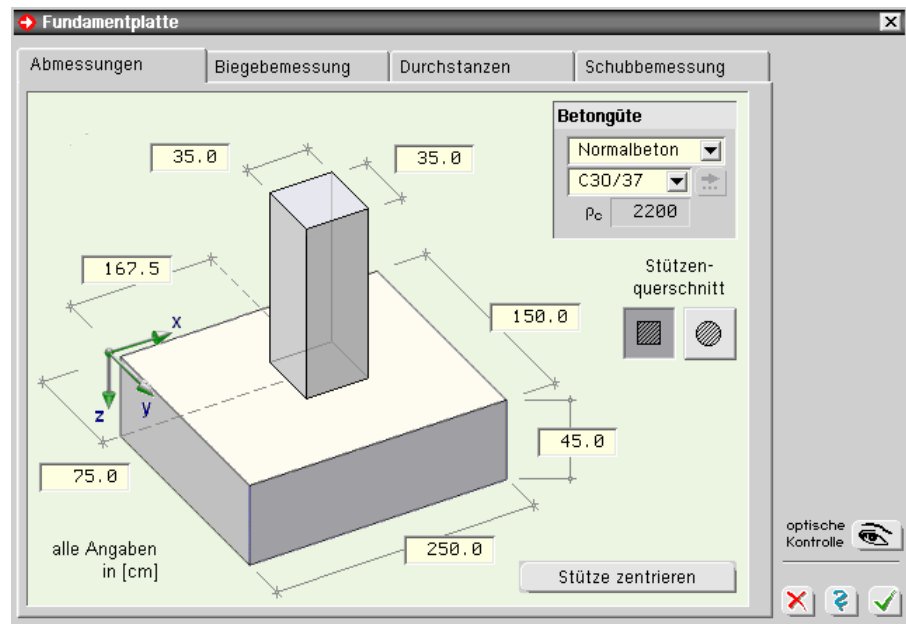 Fundamentplatte
Abmessungen
Biegebemessung
Durchstanzen
Schubbemessung
Betongüte
Normalbeton
C30/37
ρc 2200
35.0
35.0
167.5
Stützen-
querschnitt
150.0
x
y
z
45.0
75.0
250.0
alle Angaben
in [cm]
Stütze zentrieren
optische
Kontrolle